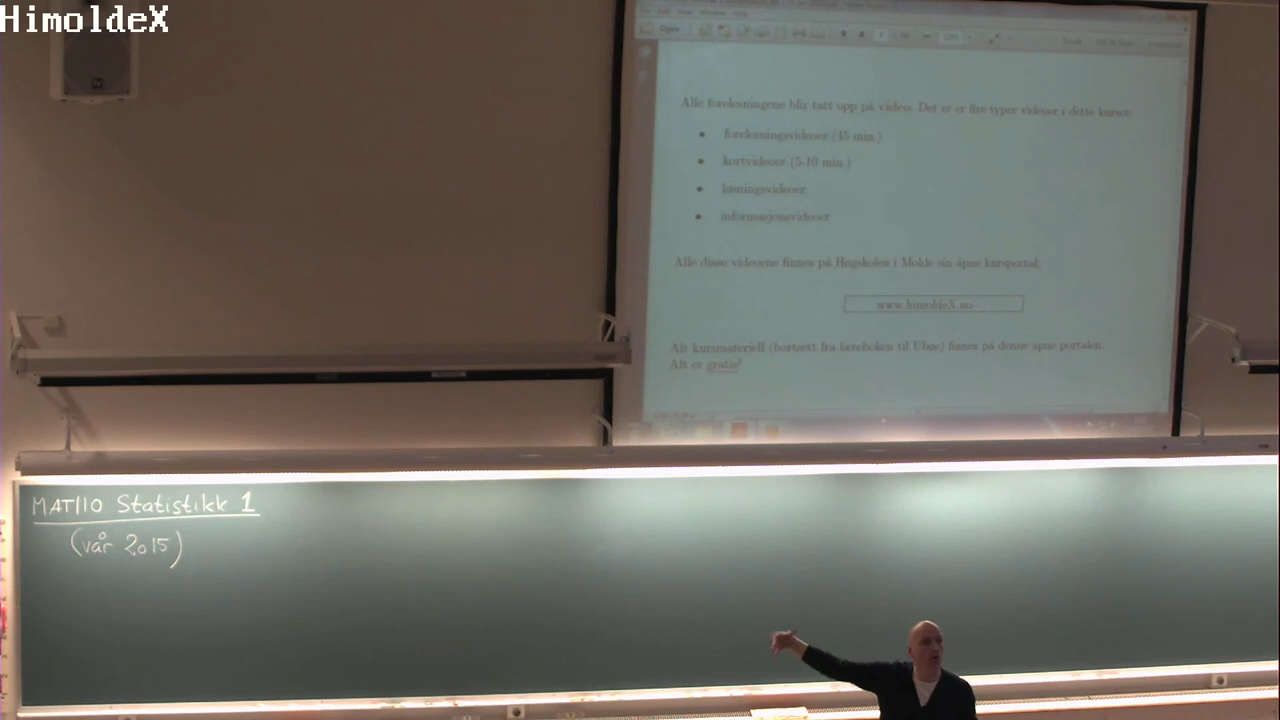 HimoldeX
Open
Alle forelesningene blir tatt opp på video. Det er er fire typer videoer i dette kurset:
• forelesningsvideoer (45 min.)
• kortvideoer (5-10 min.)
• løsningsvideoer
• informasjonsvideoer
Alle disse videoene finnes på Høgskolen i Molde sin åpne kursportal:
www.himoldeX.no
Alt kursmateriell (bortsett fra læreboken til Ubøe) finnes på denne åpne portalen.
Alt er gratis!
MAT110 Statistikk 1
(vår 2015)